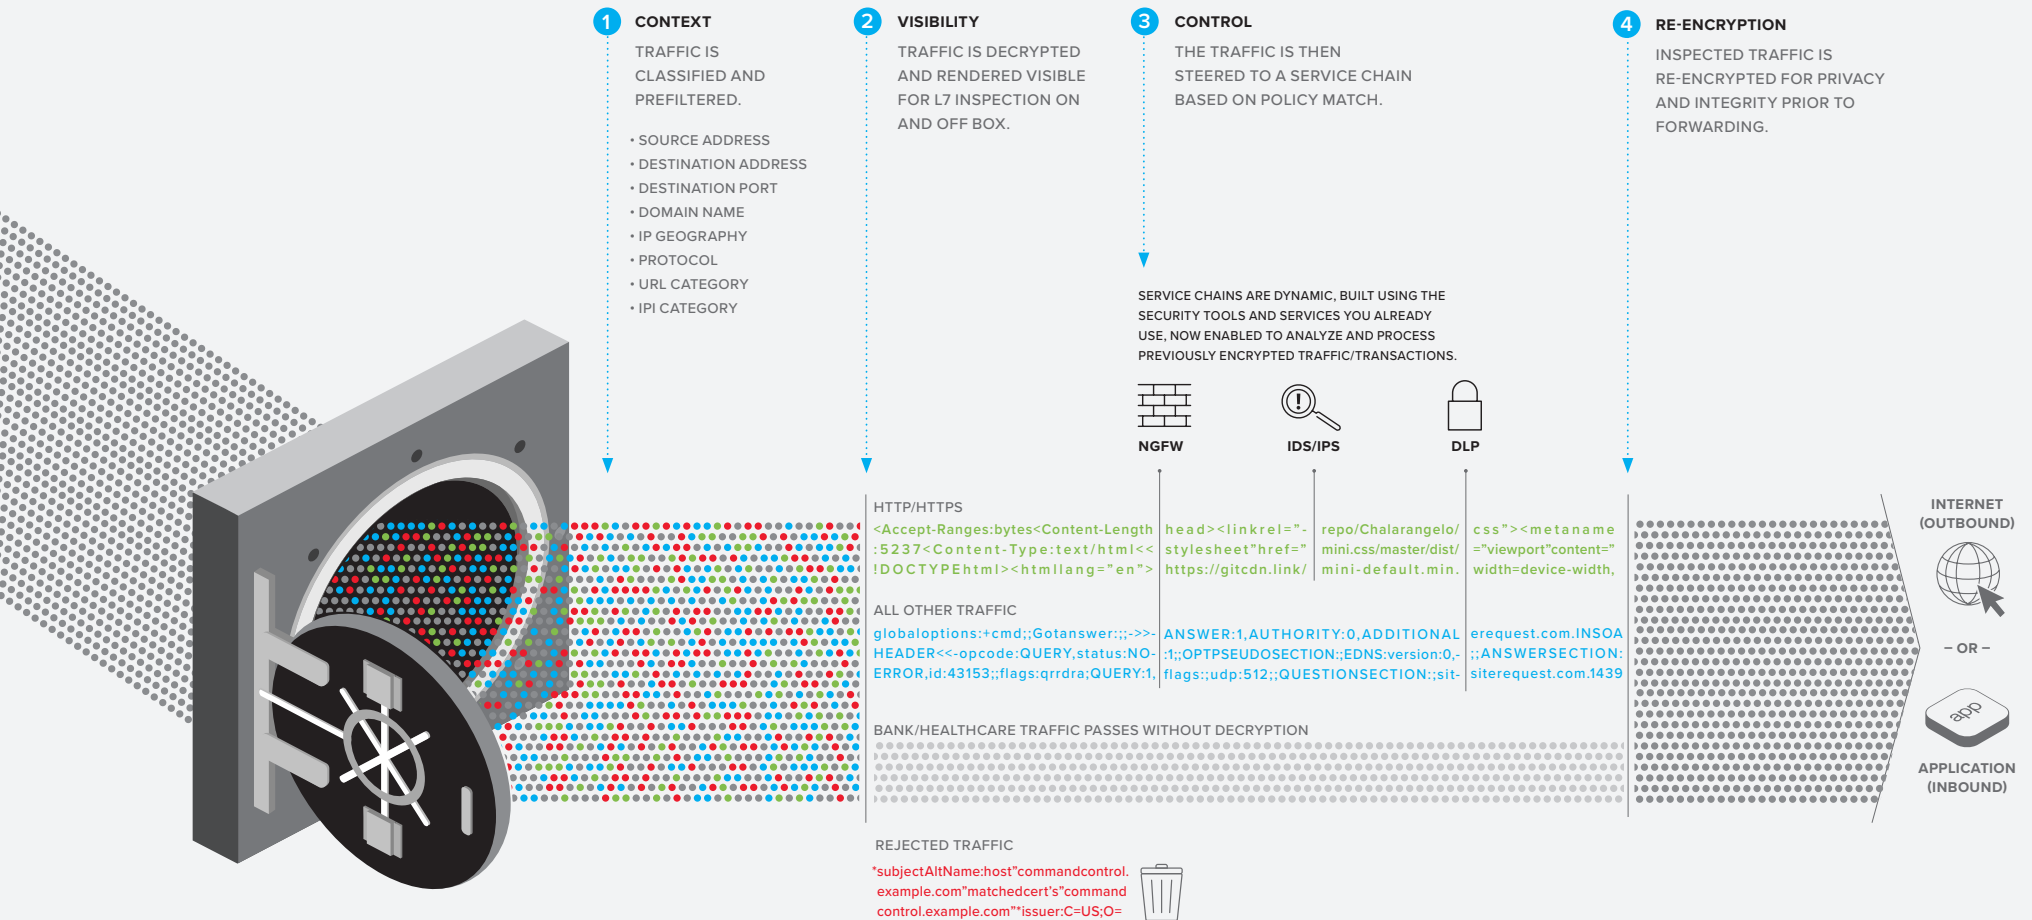 1 CONTEXT
TRAFFIC IS
CLASSIFIED AND
PREFILTERED.
• SOURCE ADDRESS
• DESTINATION ADDRESS
• DESTINATION PORT
• DOMAIN NAME
• IP GEOGRAPHY
• PROTOCOL
• URL CATEGORY
• IPI CATEGORY
2 VISIBILITY
TRAFFIC IS DECRYPTED
AND RENDERED VISIBLE
FOR L7 INSPECTION ON
AND OFF BOX.
3 CONTROL
THE TRAFFIC IS THEN
STEERED TO A SERVICE CHAIN
BASED ON POLICY MATCH.
SERVICE CHAINS ARE DYNAMIC, BUILT USING THE
SECURITY TOOLS AND SERVICES YOU ALREADY
USE, NOW ENABLED TO ANALYZE AND PROCESS
PREVIOUSLY ENCRYPTED TRAFFIC/TRANSACTIONS.
NGFW
IDS/IPS
DLP
4 RE-ENCRYPTION
INSPECTED TRAFFIC IS
RE-ENCRYPTED FOR PRIVACY
AND INTEGRITY PRIOR TO
FORWARDING.
HTTP/HTTPS
<Accept-Ranges:bytes<Content-Length
:5237<Content-Type:text/html<<
!DOCTYPEhtml><htmllang="en">
head><linkrel="-
stylesheet"href="
https://gitcdn.link/
repo/Chalarangelo/
mini.css/master/dist/
mini-default.min.
css"><metaname
="viewport"content="
width=device-width,
ALL OTHER TRAFFIC
globaloptions:+cmd;;Gotanswer:;;->>-
HEADER<<-opcode:QUERY,status:NO-
ERROR,id:43153;;flags:qrrdra;QUERY:1,
ANSWER:1,AUTHORITY:0,ADDITIONAL
:1;;OPTPSEUDOSECTION:;EDNS:version:0,-
flags:;udp:512;;QUESTIONSECTION:;sit-
erequest.com.INSOA
;;ANSWERSECTION:
siterequest.com.1439
BANK/HEALTHCARE TRAFFIC PASSES WITHOUT DECRYPTION
REJECTED TRAFFIC
*subjectAltName:host"commandcontrol.
example.com"matchedcert's"command
control.example.com"*issuer:C=US;O=
INTERNET
(OUTBOUND)
– OR –
app
APPLICATION
(INBOUND)